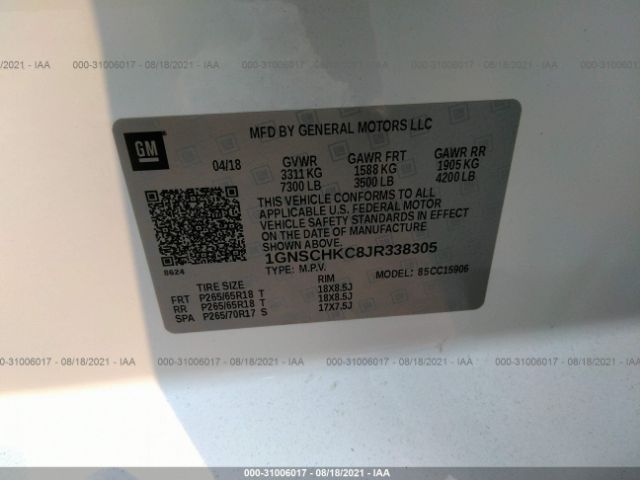 08/18/2021 - IAA 000-31006017 - 08/18/2021 - IAA 000-31006017 - 08/18/2021 - IAA 000-31006017 - 08/18/2021 - IAA
GM
MFD BY GENERAL MOTORS LLC
04/18 GVWR GAWR FRT GAWR RR
3311 KG 1588 KG 1905 KG
7300 LB 3500 LB 4200 LB
THIS VEHICLE CONFORMS TO ALL
APPLICABLE U.S. FEDERAL MOTOR
VEHICLE SAFETY STANDARDS IN EFFECT
ON THE DATE OF MANUFACTURE
SHOWN ABOVE.
1GNSCHKC8JR338305
8624
TYPE: M.P.V. MODEL: 85CC15906
TIRE SIZE RIM
FRT P265/65R18 T 18X8.5J
RR P265/65R18 T 18X8.5J
SPA P265/70R17 S 17X7.5J
000-31006017 - 08/18/2021 - IAA